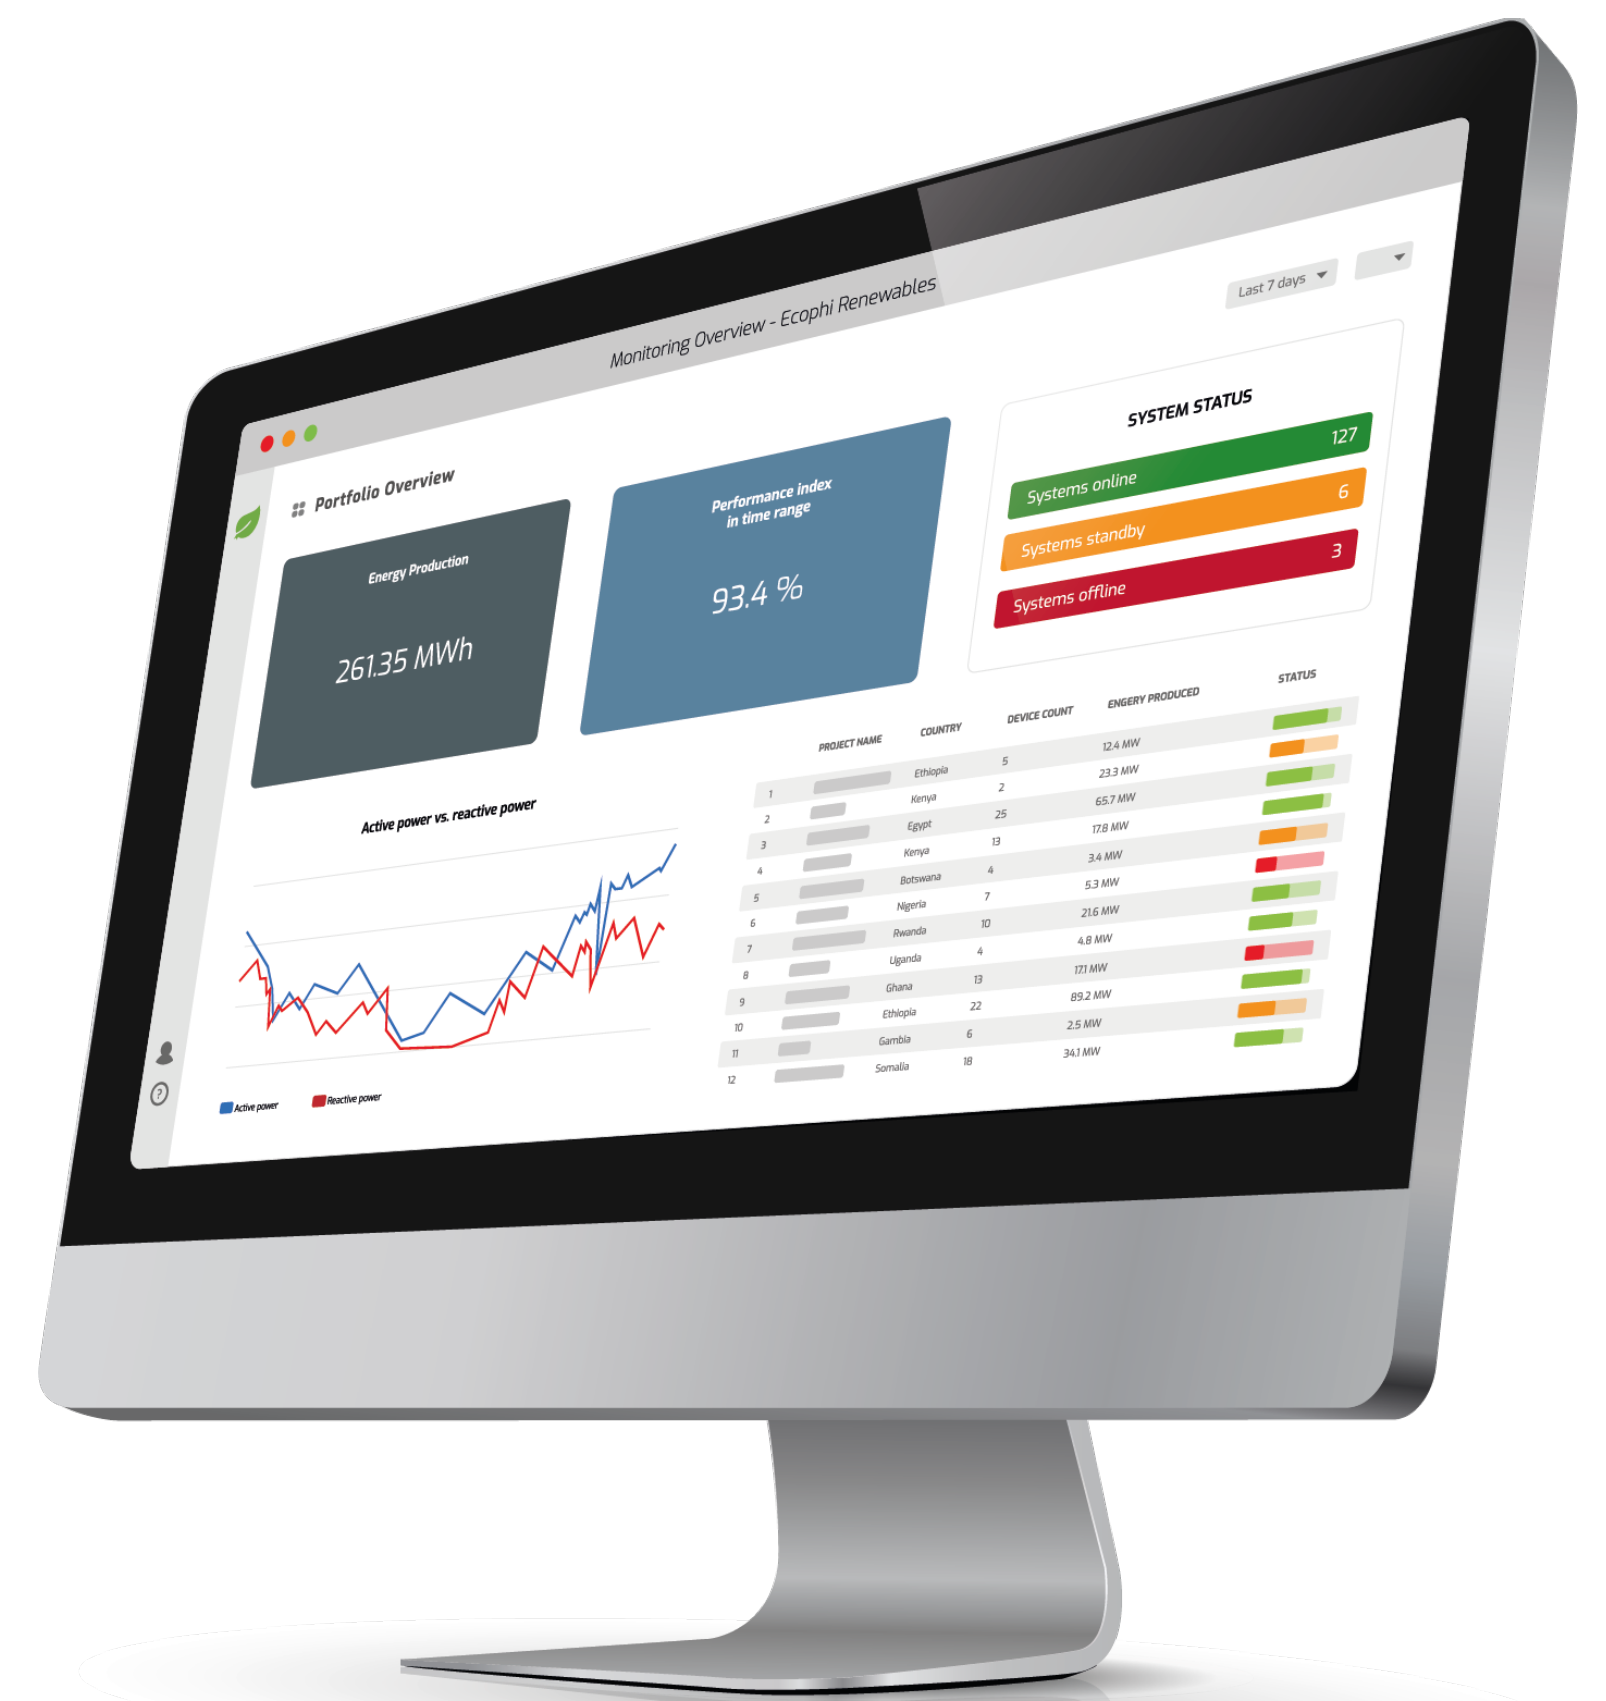 Monitoring Overview - Ecophi Renewables
Last 7 days
Portfolio Overview
Energy Production
261.35 MWh
Performance index
in time range
93.4 %
SYSTEM STATUS
Systems online 127
Systems standby 6
Systems offline 3
Active power vs. reactive power
Active power Reactive power
PROJECT NAME COUNTRY DEVICE COUNT ENGERY PRODUCED STATUS
1 Ethiopia 5 12.4 MW
2 Kenya 2 23.3 MW
3 Egypt 25 65.7 MW
4 Kenya 13 17.8 MW
5 Botswana 4 3.4 MW
6 Nigeria 7 5.3 MW
7 Rwanda 10 21.6 MW
8 Uganda 4 4.8 MW
9 Ghana 13 17.1 MW
10 Ethiopia 22 89.2 MW
11 Gambia 6 2.5 MW
12 Somalia 18 34.1 MW
?